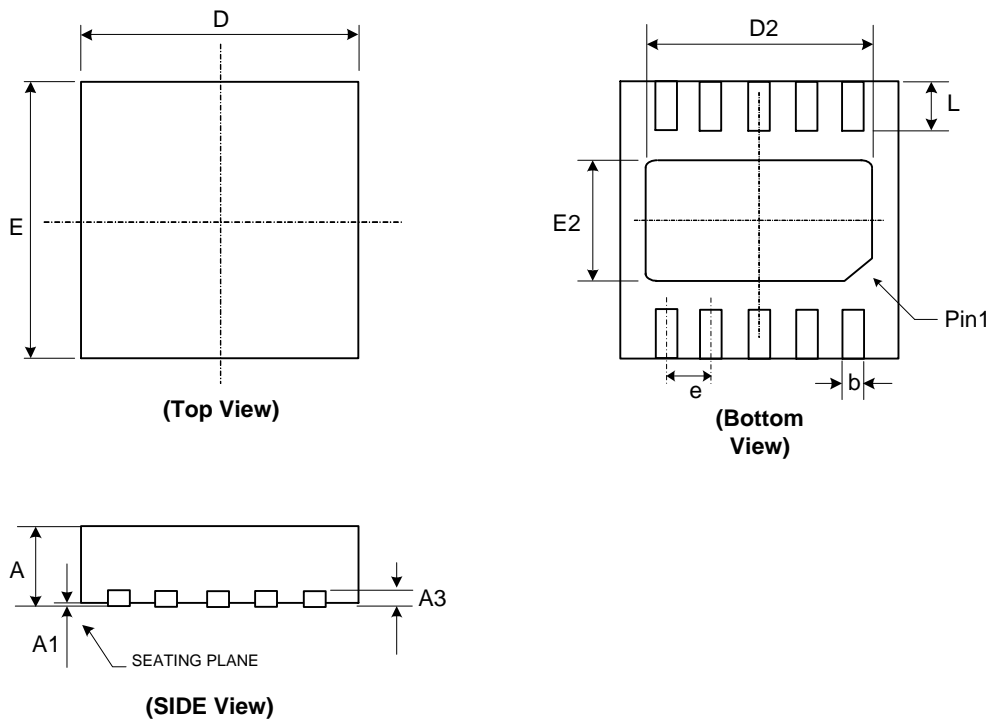 D
E
(Top View)
D2
L
E2
Pin1
e
b
(Bottom
View)
A
A1
A3
SEATING PLANE
(SIDE View)